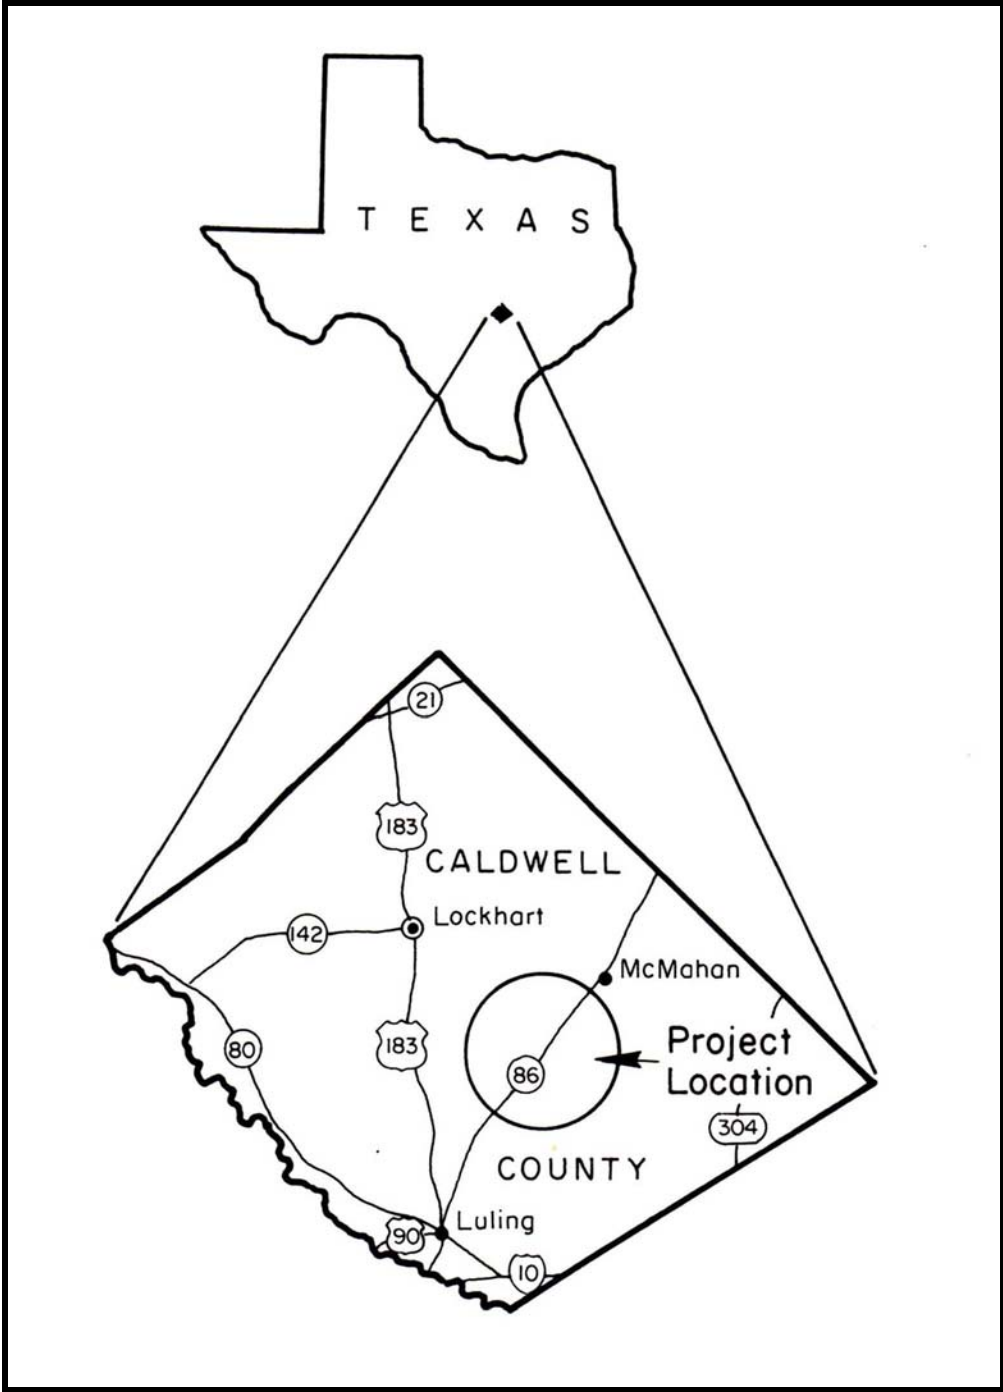 TEXAS
21
183
CALDWELL
Lockhart
142
McMahan
Project
Location
183
80
86
304
COUNTY
Luling
90
10